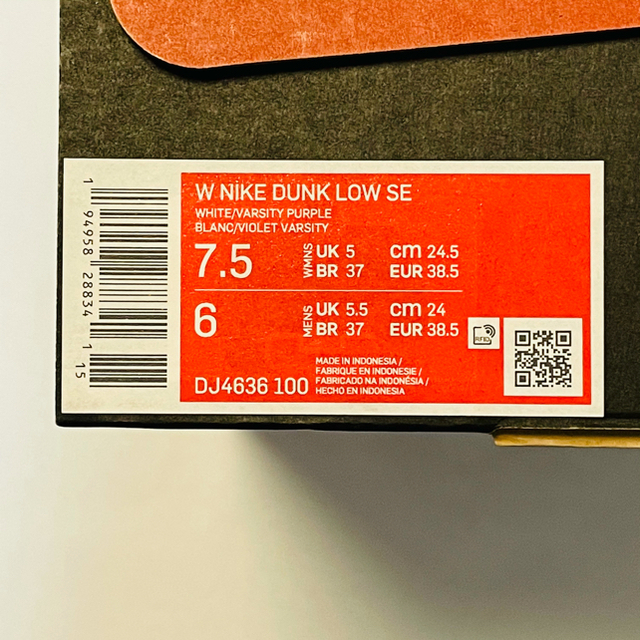 W NIKE DUNK LOW SE
WHITE/VARSITY PURPLE
BLANC/VIOLET VARSITY
7.5 WMNS UK 5 CM 24.5
BR 37 EUR 38.5
6 MENS UK 5.5 CM 24
BR 37 EUR 38.5
RFID
DJ4636 100
MADE IN INDONESIA /
FABRIQUE EN INDONESIE /
FABRICADO NA INDONÉSIA /
HECHO EN INDONESIA
1 94958 28834 1 15